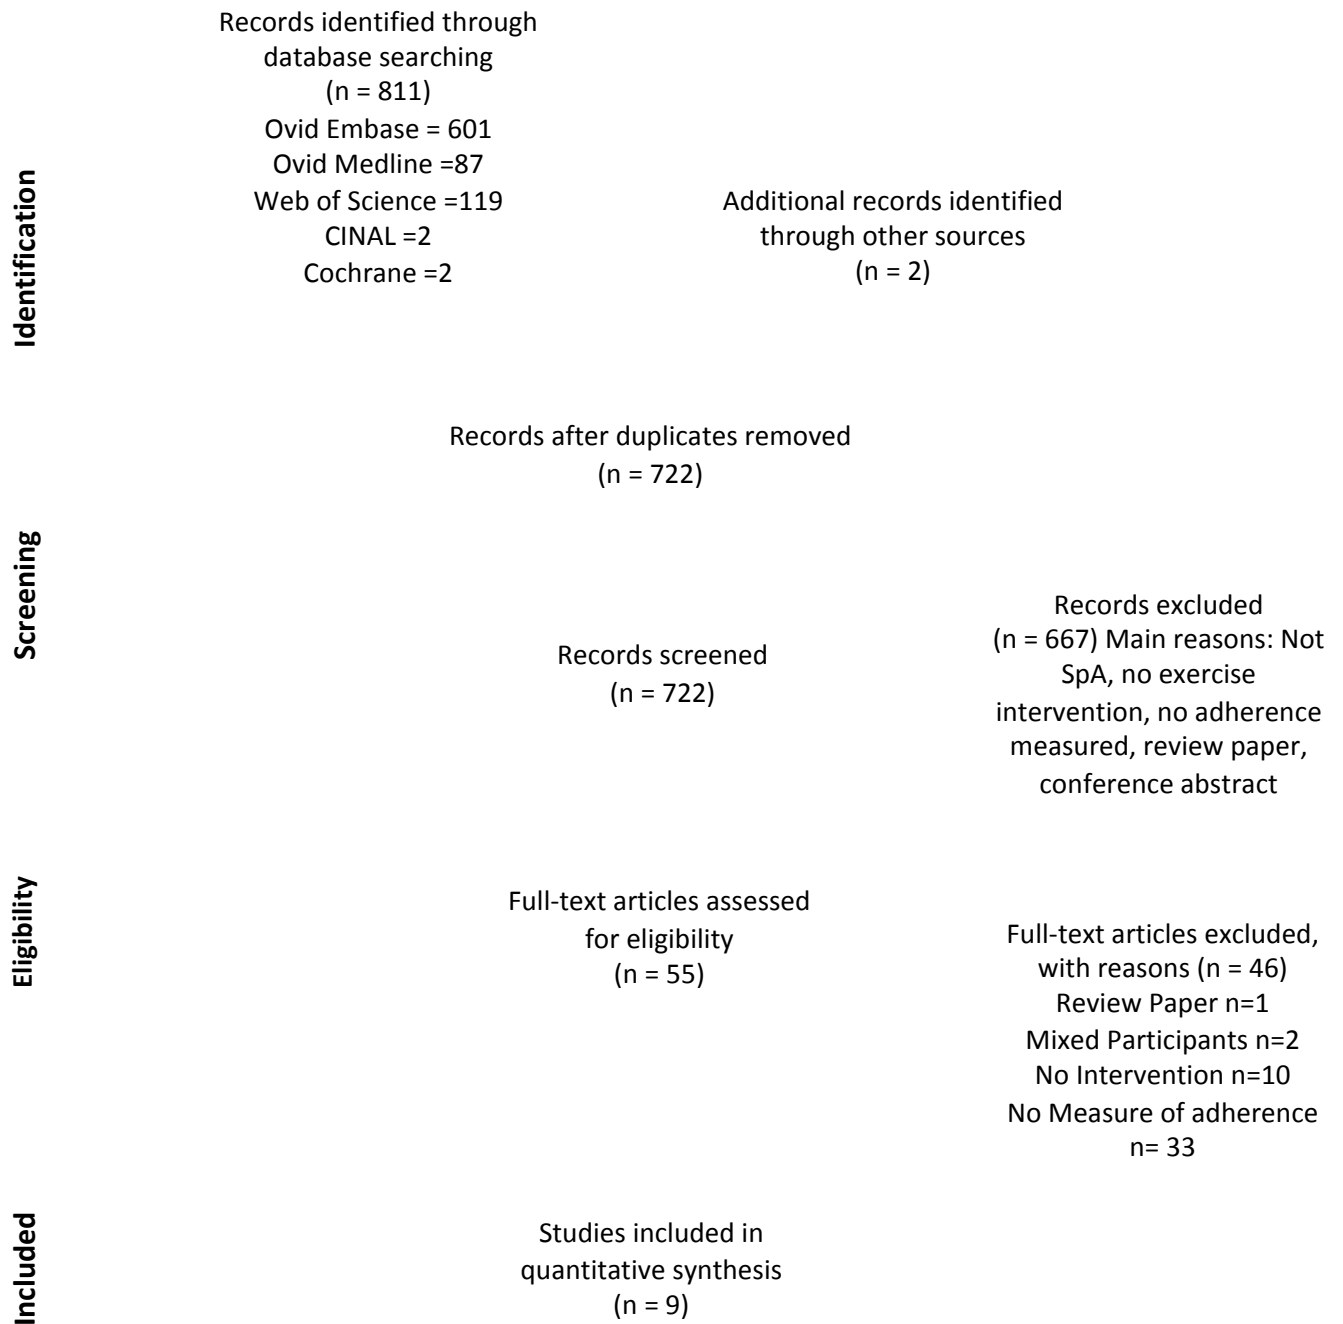 Records identified through
database searching
(n = 811)
Ovid Embase = 601
Ovid Medline =87
Web of Science =119
CINAL =2
Cochrane =2
Additional records identified
through other sources
(n = 2)
Identification
Records after duplicates removed
(n = 722)
Screening
Records screened
(n = 722)
Records excluded
(n = 667) Main reasons: Not
SpA, no exercise
intervention, no adherence
measured, review paper,
conference abstract
Eligibility
Full-text articles assessed
for eligibility
(n = 55)
Full-text articles excluded,
with reasons (n = 46)
Review Paper n=1
Mixed Participants n=2
No Intervention n=10
No Measure of adherence
n= 33
Included
Studies included in
quantitative synthesis
(n = 9)